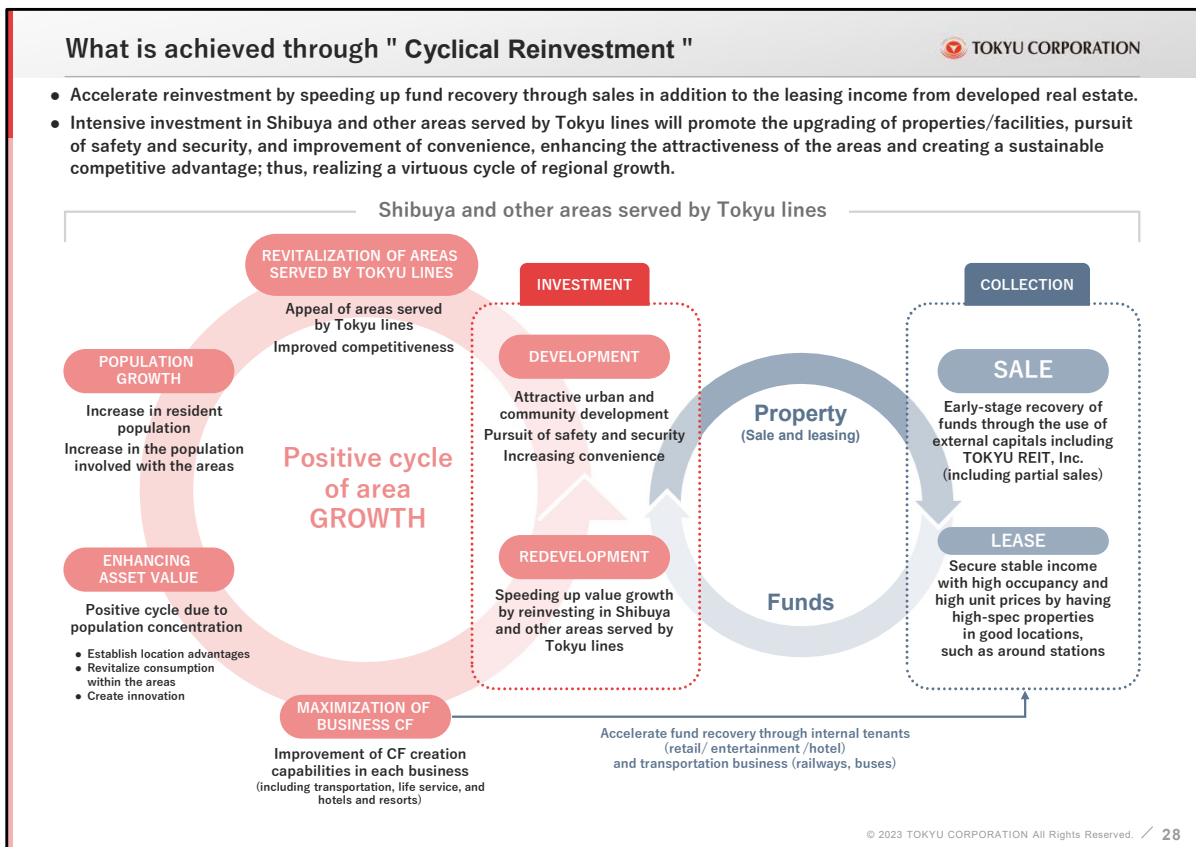 What is achieved through " Cyclical Reinvestment "
TOKYU CORPORATION
● Accelerate reinvestment by speeding up fund recovery through sales in addition to the leasing income from developed real estate.
● Intensive investment in Shibuya and other areas served by Tokyu lines will promote the upgrading of properties/facilities, pursuit
of safety and security, and improvement of convenience, enhancing the attractiveness of the areas and creating a sustainable
competitive advantage; thus, realizing a virtuous cycle of regional growth.
Shibuya and other areas served by Tokyu lines
REVITALIZATION OF AREAS
SERVED BY TOKYU LINES
Appeal of areas served
by Tokyu lines
Improved competitiveness
POPULATION
GROWTH
Increase in resident
population
Increase in the population
involved with the areas
Positive cycle
of area
GROWTH
ENHANCING
ASSET VALUE
Positive cycle due to
population concentration
● Establish location advantages
● Revitalize consumption
within the areas
● Create innovation
MAXIMIZATION OF
BUSINESS CF
Improvement of CF creation
capabilities in each business
(including transportation, life service, and
hotels and resorts)
INVESTMENT
DEVELOPMENT
Attractive urban and
community development
Pursuit of safety and security
Increasing convenience
REDEVELOPMENT
Speeding up value growth
by reinvesting in Shibuya
and other areas served by
Tokyu lines
Property
(Sale and leasing)
Funds
COLLECTION
SALE
Early-stage recovery of
funds through the use of
external capitals including
TOKYU REIT, Inc.
(including partial sales)
LEASE
Secure stable income
with high occupancy and
high unit prices by having
high-spec properties
in good locations,
such as around stations
Accelerate fund recovery through internal tenants
(retail/ entertainment /hotel)
and transportation business (railways, buses)
© 2023 TOKYU CORPORATION All Rights Reserved. / 28